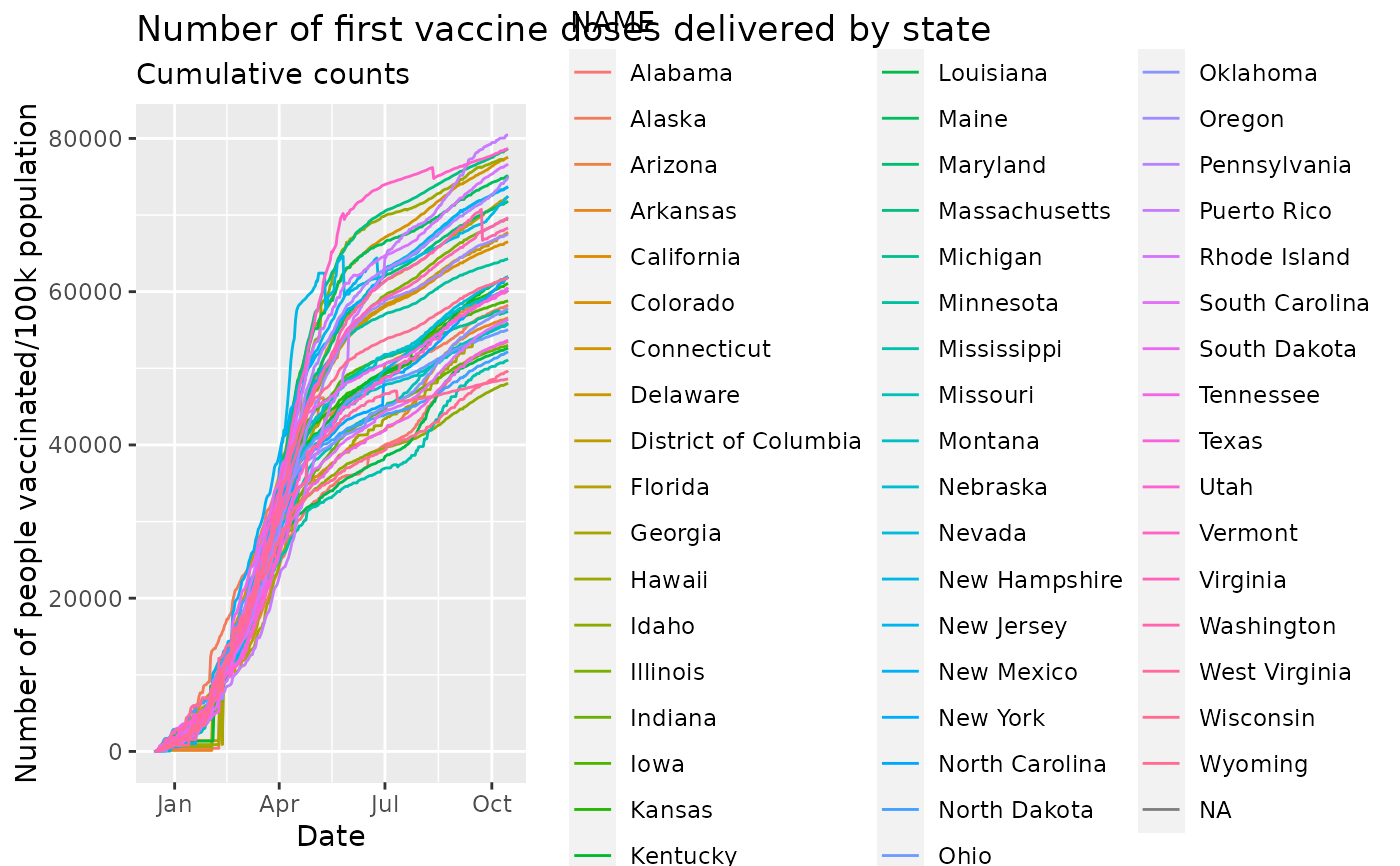 Number of first vaccine doses delivered by state
NAME
Cumulative counts
Number of people vaccinated/100k population
80000
60000
40000
20000
0
Jan
Apr
Jul
Oct
Date
Alabama
Alaska
Arizona
Arkansas
California
Colorado
Connecticut
Delaware
District of Columbia
Florida
Georgia
Hawaii
Idaho
Illinois
Indiana
Iowa
Kansas
Kentucky
Louisiana
Maine
Maryland
Massachusetts
Michigan
Minnesota
Mississippi
Missouri
Montana
Nebraska
Nevada
New Hampshire
New Jersey
New Mexico
New York
North Carolina
North Dakota
Ohio
Oklahoma
Oregon
Pennsylvania
Puerto Rico
Rhode Island
South Carolina
South Dakota
Tennessee
Texas
Utah
Vermont
Virginia
Washington
West Virginia
Wisconsin
Wyoming
NA